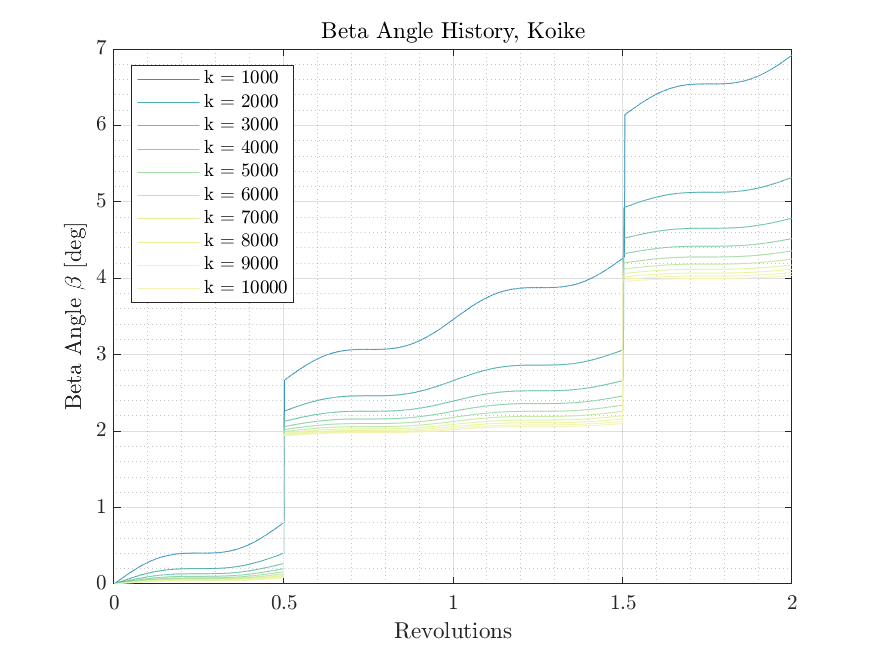 Beta Angle History, Koike
7
6
5
4
3
2
1
0
Beta Angle β [deg]
k = 1000
k = 2000
k = 3000
k = 4000
k = 5000
k = 6000
k = 7000
k = 8000
k = 9000
k = 10000
0 0.5 1 1.5 2
Revolutions